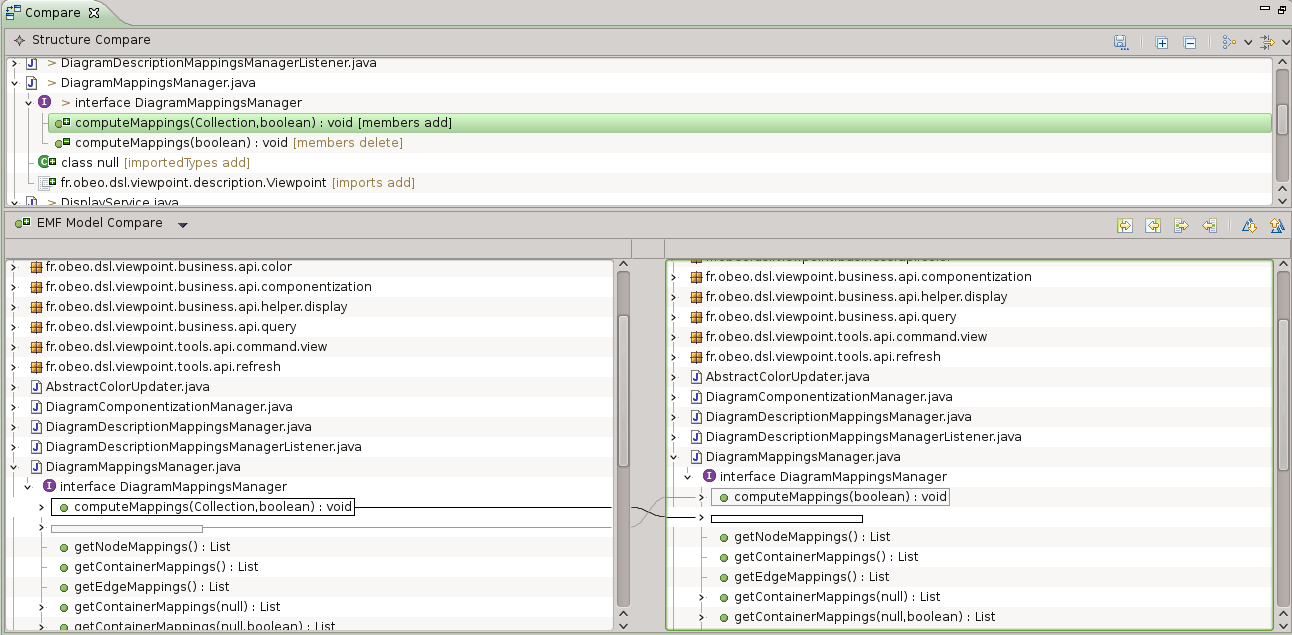 Compare
Structure Compare
> DiagramDescriptionMappingsManagerListener.java
> DiagramMappingsManager.java
> interface DiagramMappingsManager
computeMappings(Collection,boolean) : void [members add]
computeMappings(boolean) : void [members delete]
class null [importedTypes add]
fr.obeo.dsl.viewpoint.description.Viewpoint [imports add]
> DisplayService.java
EMF Model Compare
fr.obeo.dsl.viewpoint.business.api.color
fr.obeo.dsl.viewpoint.business.api.componentization
fr.obeo.dsl.viewpoint.business.api.helper.display
fr.obeo.dsl.viewpoint.business.api.query
fr.obeo.dsl.viewpoint.tools.api.command.view
fr.obeo.dsl.viewpoint.tools.api.refresh
AbstractColorUpdater.java
DiagramComponentizationManager.java
DiagramDescriptionMappingsManager.java
DiagramDescriptionMappingsManagerListener.java
DiagramMappingsManager.java
interface DiagramMappingsManager
computeMappings(Collection,boolean) : void
getNodeMappings() : List
getContainerMappings() : List
getEdgeMappings() : List
getContainerMappings(null) : List
getContainerMappings(null,boolean) : List
fr.obeo.dsl.viewpoint.business.api.color
fr.obeo.dsl.viewpoint.business.api.componentization
fr.obeo.dsl.viewpoint.business.api.helper.display
fr.obeo.dsl.viewpoint.business.api.query
fr.obeo.dsl.viewpoint.tools.api.command.view
fr.obeo.dsl.viewpoint.tools.api.refresh
AbstractColorUpdater.java
DiagramComponentizationManager.java
DiagramDescriptionMappingsManager.java
DiagramDescriptionMappingsManagerListener.java
DiagramMappingsManager.java
interface DiagramMappingsManager
computeMappings(boolean) : void
getNodeMappings() : List
getContainerMappings() : List
getEdgeMappings() : List
getContainerMappings(null) : List
getContainerMappings(null,boolean) : List